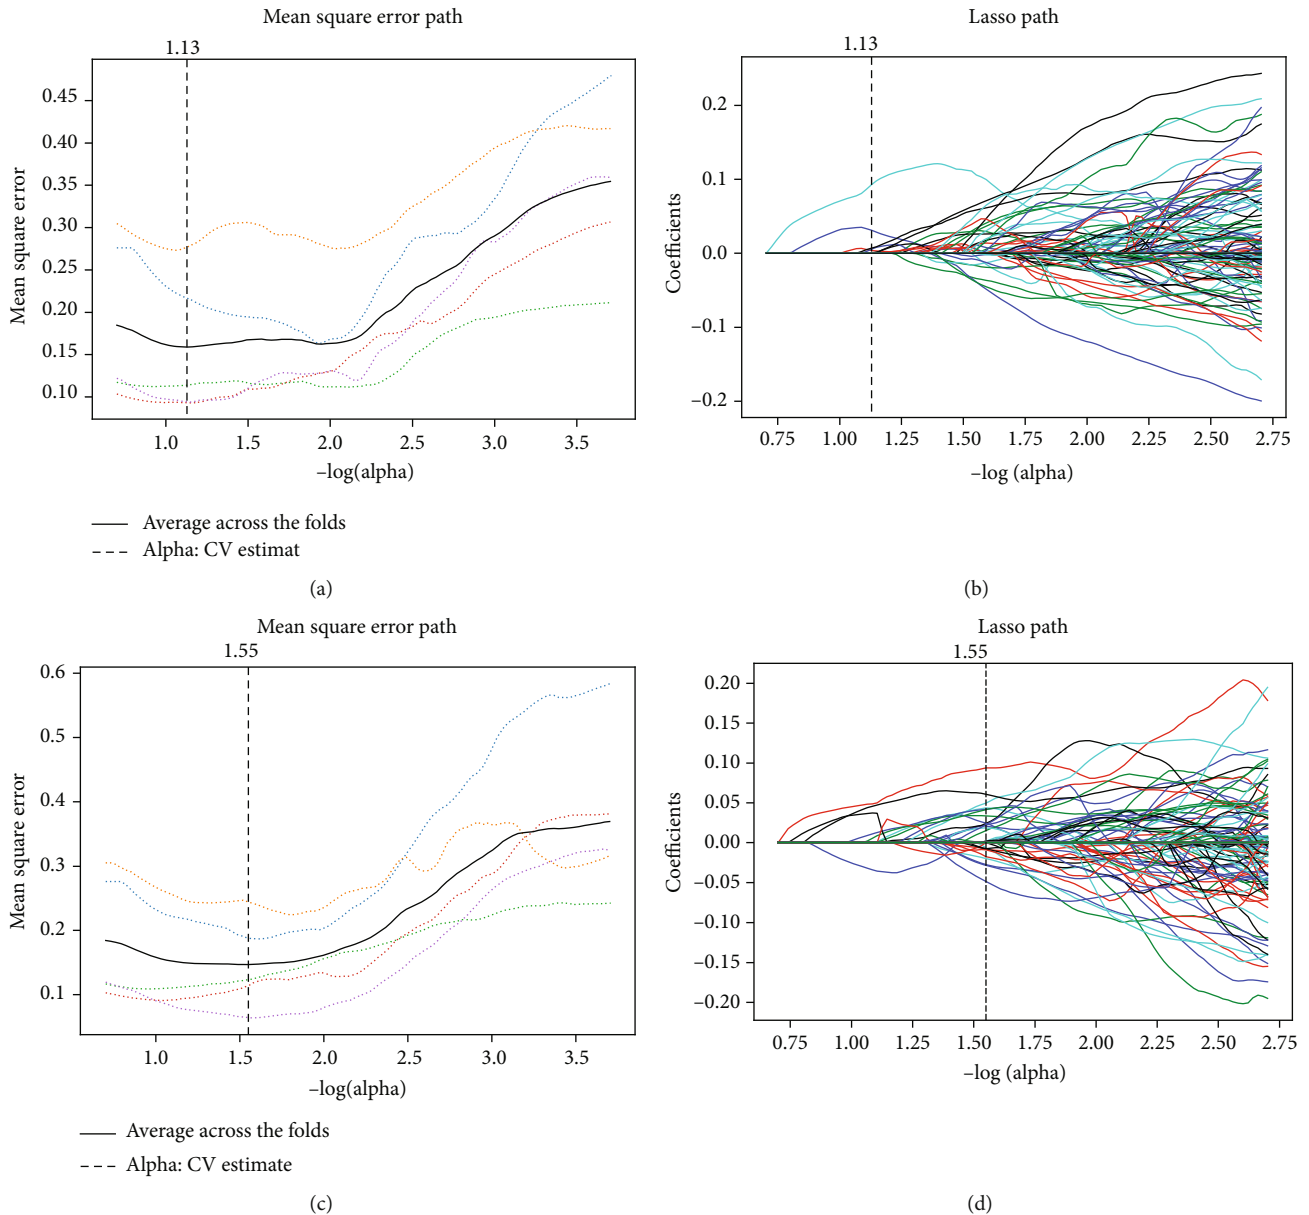 Mean square error path
1.13
0.45
0.40
0.35
0.30
0.25
0.20
0.15
0.10
Mean square error
1.0 1.5 2.0 2.5 3.0 3.5
–log(alpha)
Average across the folds
Alpha: CV estimat
(a)
Lasso path
1.13
0.2
0.1
0.0
–0.1
–0.2
Coefficients
0.75 1.00 1.25 1.50 1.75 2.00 2.25 2.50 2.75
–log (alpha)
(b)
Mean square error path
1.55
0.6
0.5
0.4
0.3
0.2
0.1
Mean square error
1.0 1.5 2.0 2.5 3.0 3.5
–log(alpha)
Average across the folds
Alpha: CV estimate
(c)
Lasso path
1.55
0.20
0.15
0.10
0.05
0.00
–0.05
–0.10
–0.15
–0.20
Coefficients
0.75 1.00 1.25 1.50 1.75 2.00 2.25 2.50 2.75
–log (alpha)
(d)